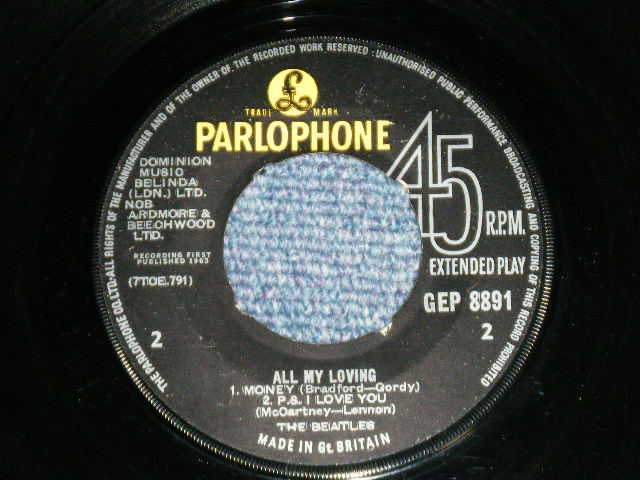 THE PARLOPHONE CO. LTD.-ALL RIGHTS OF THE MANUFACTURER AND OF THE OWNER OF THE RECORDED WORK RESERVED · UNAUTHORISED PUBLIC PERFORMANCE BROADCASTING AND COPYING OF THIS RECORD PROHIBITED
£
TRADE MARK
PARLOPHONE
45
R.P.M.
EXTENDED PLAY
DOMINION
MUSIC
BELINDA
(LDN.) LTD.
NCB
ARDMORE &
BEECHWOOD
LTD.
RECORDING FIRST
PUBLISHED 1963
(7TCE.791)
GEP 8891
2
2
ALL MY LOVING
1. MONEY (Bradford—Gordy)
2. P.S. I LOVE YOU
(McCartney—Lennon)
THE BEATLES
MADE IN Gt. BRITAIN